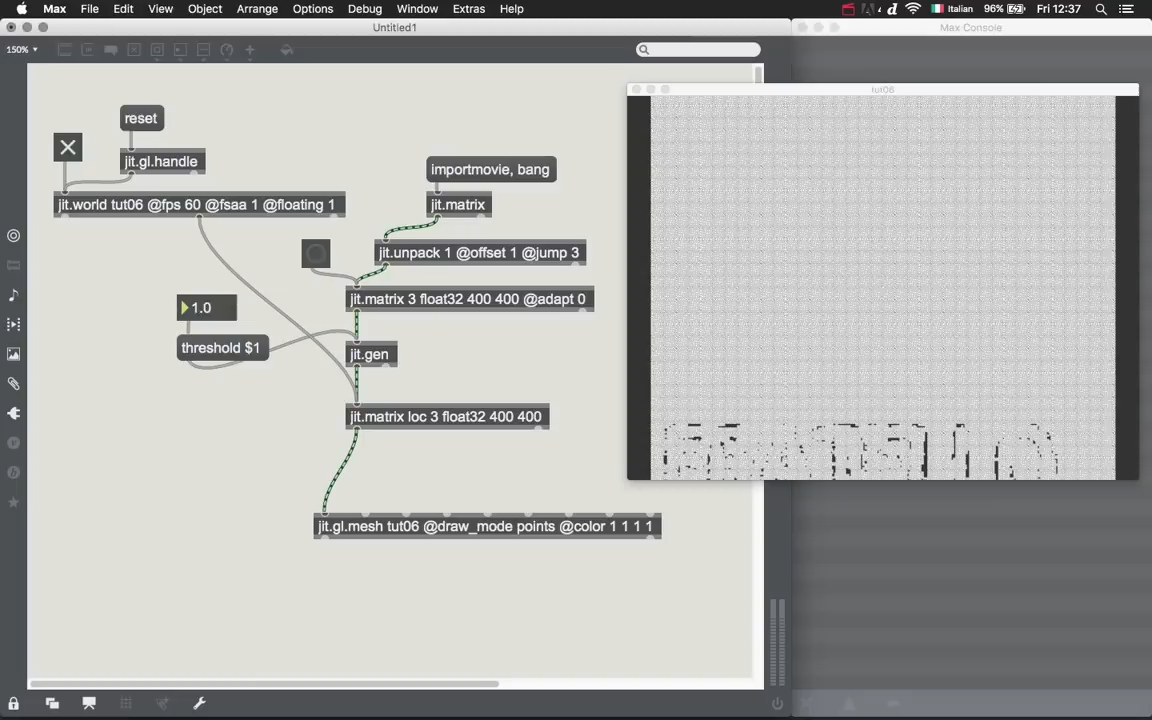 Max File Edit View Object Arrange Options Debug Window Extras Help Italian 96% Fri 12:37
Untitled1
Max Console
150%
tut06
reset
importmovie, bang
jit.gl.handle
jit.world tut06 @fps 60 @fsaa 1 @floating 1
jit.matrix
jit.unpack 1 @offset 1 @jump 3
jit.matrix 3 float32 400 400 @adapt 0
1.0
threshold $1
jit.gen
jit.matrix loc 3 float32 400 400
jit.gl.mesh tut06 @draw_mode points @color 1 1 1 1